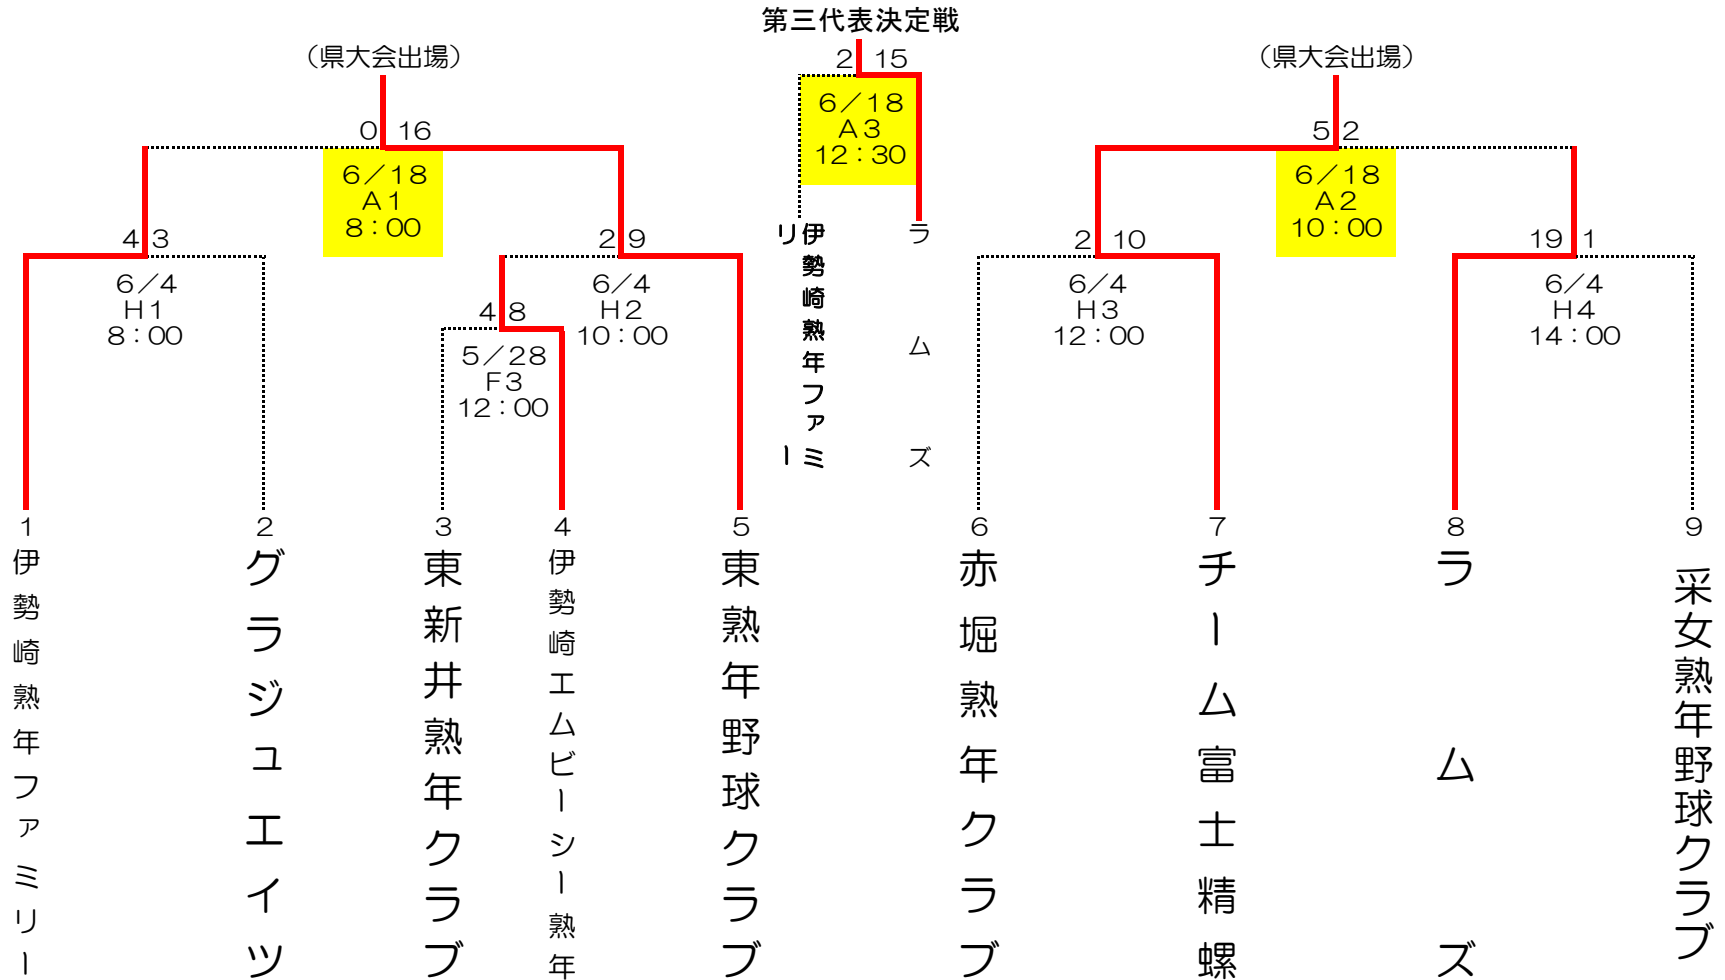 第三代表決定戦
（県大会出場）
（県大会出場）
2 15
6／18
A3
12：30
0 16
6／18
A1
8：00
5 2
6／18
A2
10：00
伊勢崎熟年ファミリー
ラムズ
4 3
6／4
H1
8：00
2 9
6／4
H2
10：00
2 10
6／4
H3
12：00
19 1
6／4
H4
14：00
4 8
5／28
F3
12：00
1
伊勢崎熟年ファミリー
2
グラジュエイツ
3
東新井熟年クラブ
4
伊勢崎エムビーシー熟年
5
東熟年野球クラブ
6
赤堀熟年クラブ
7
チーム富士精螺
8
ラムズ
9
采女熟年野球クラブ